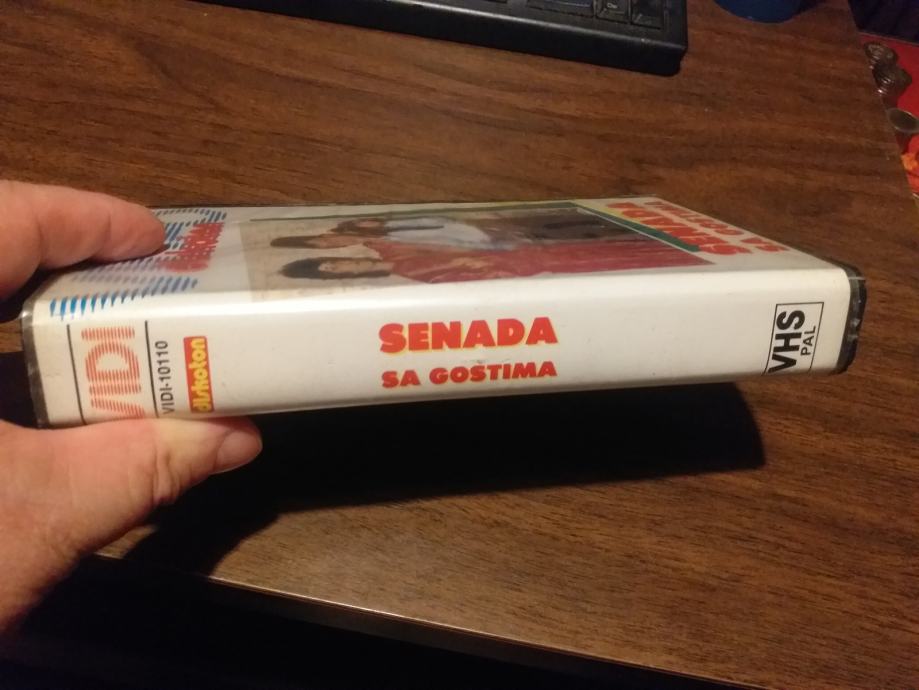 SENADA
SA GOSTIMA
VIDI
VIDI-10110
diskoton
SENADA
SA GOSTIMA
VHS
PAL